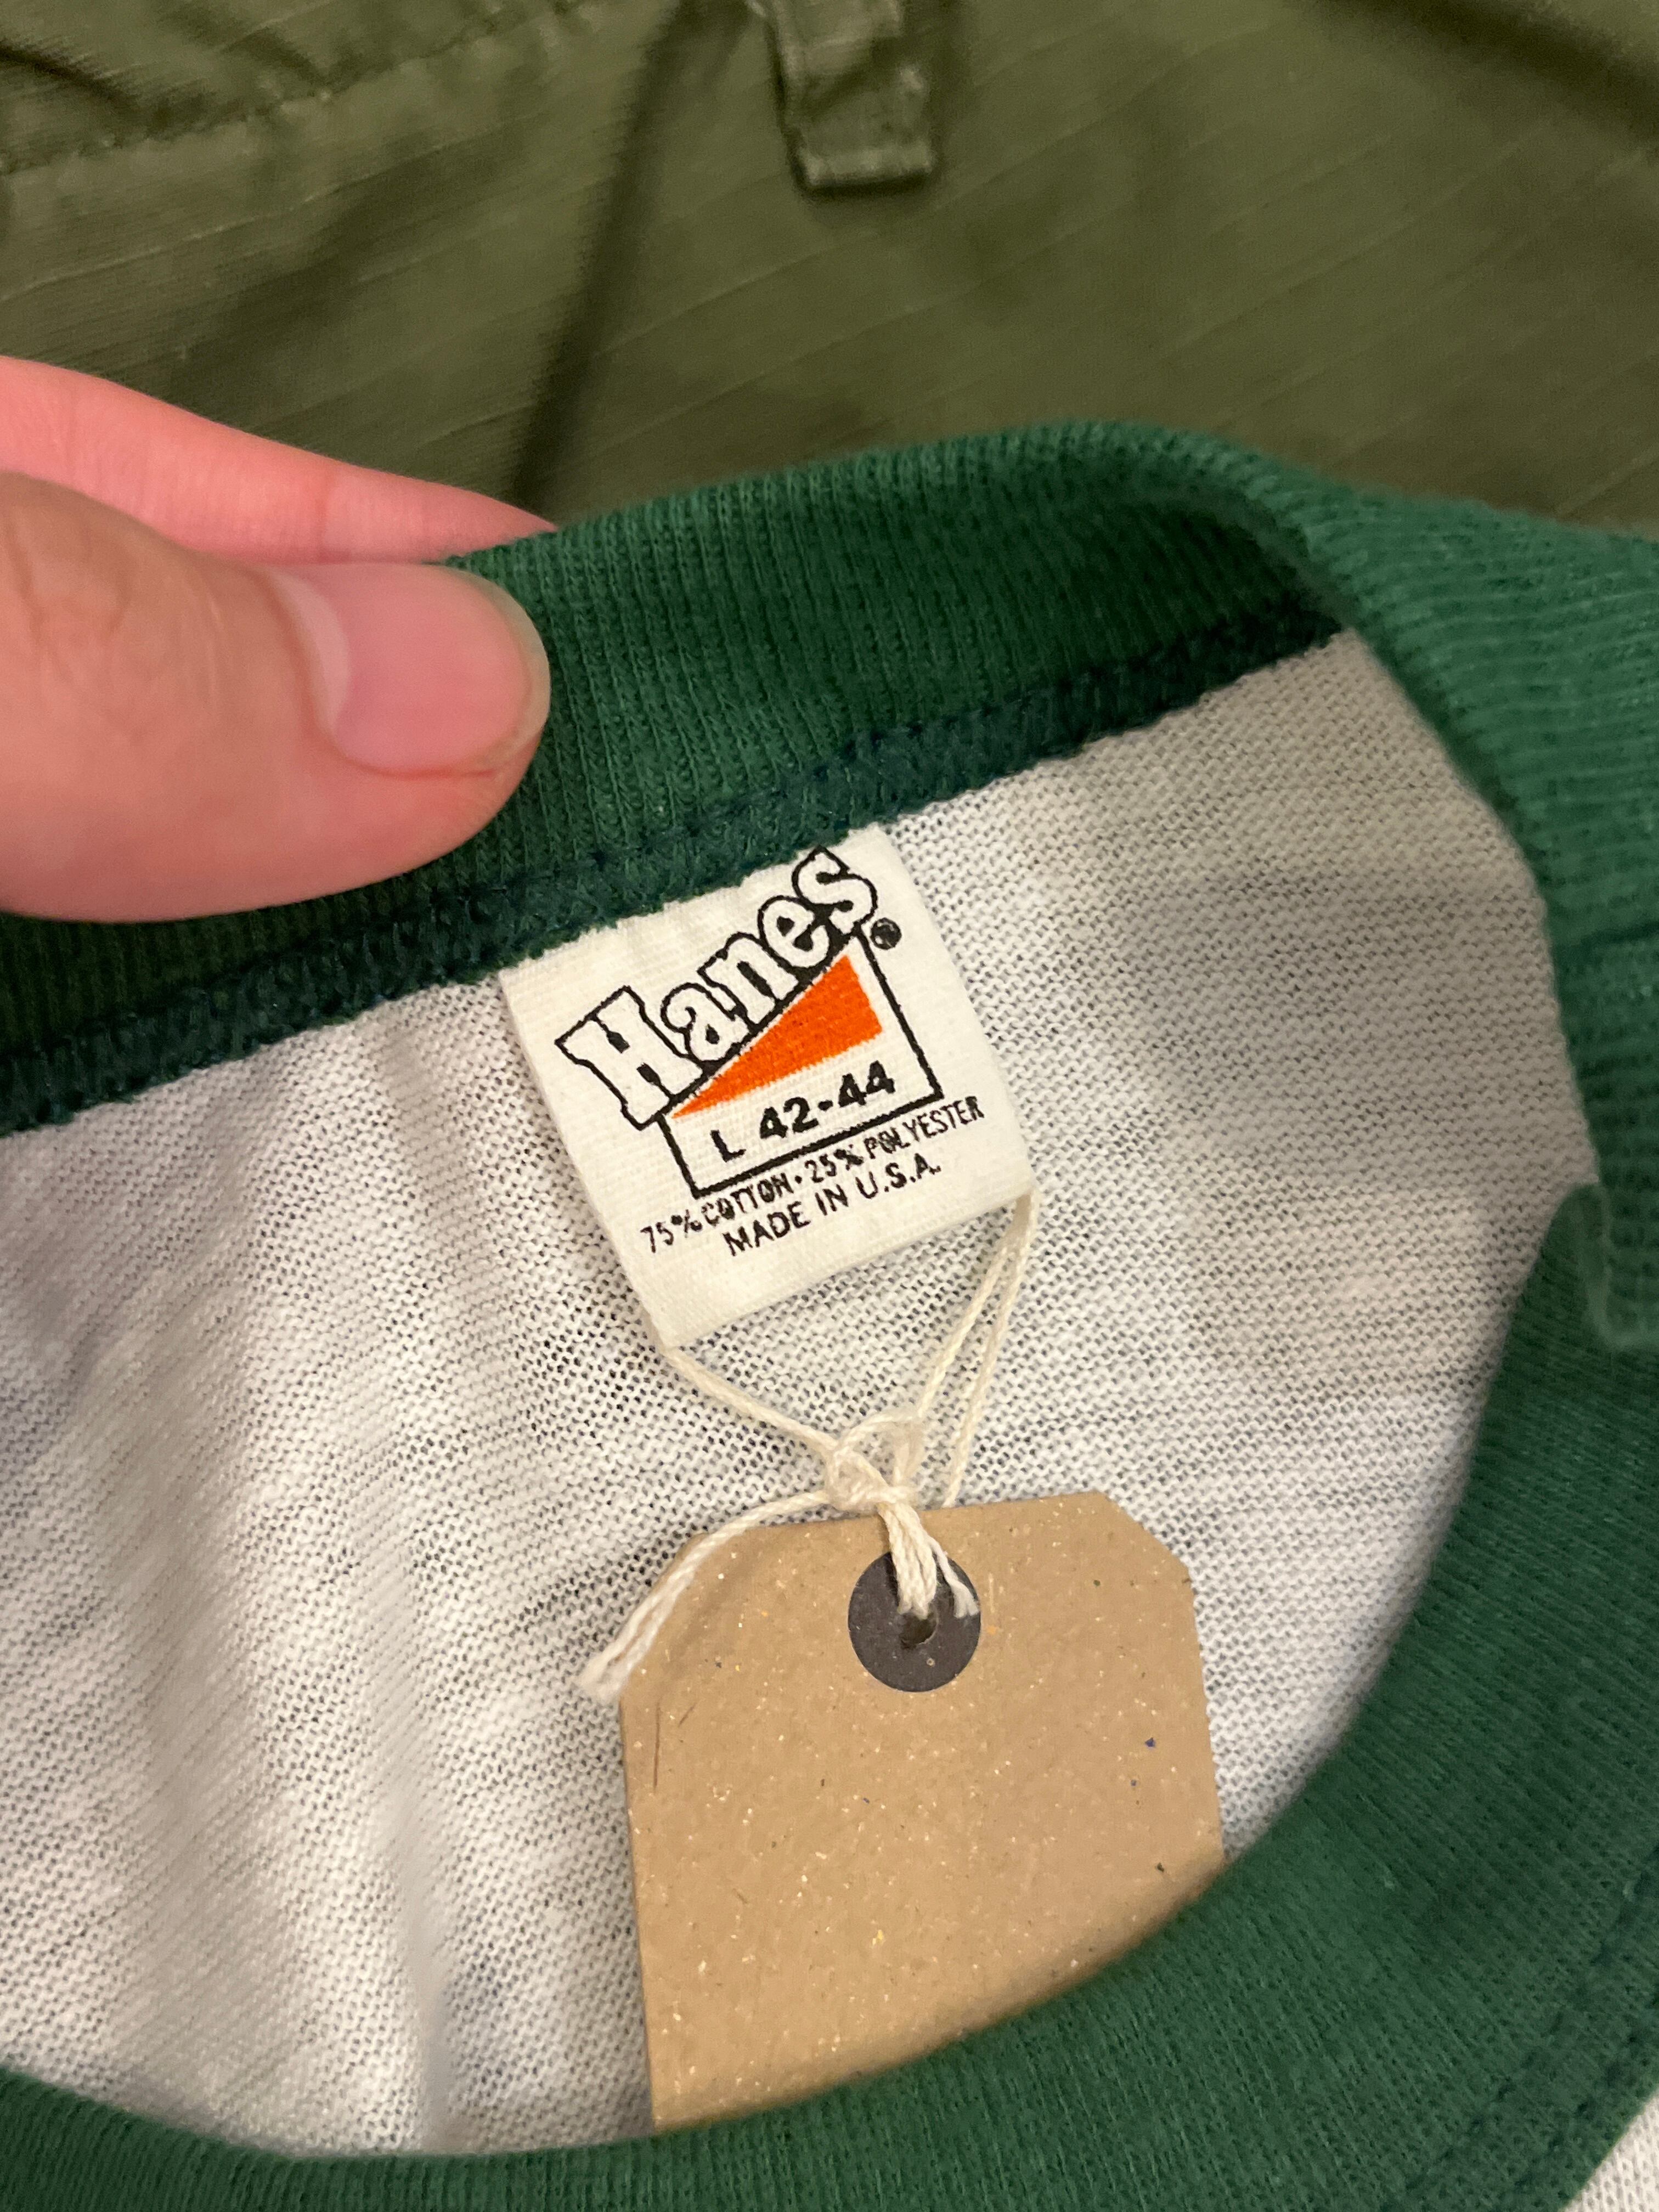 Hanes®
L 42-44
75% COTTON • 25% POLYESTER
MADE IN U.S.A.